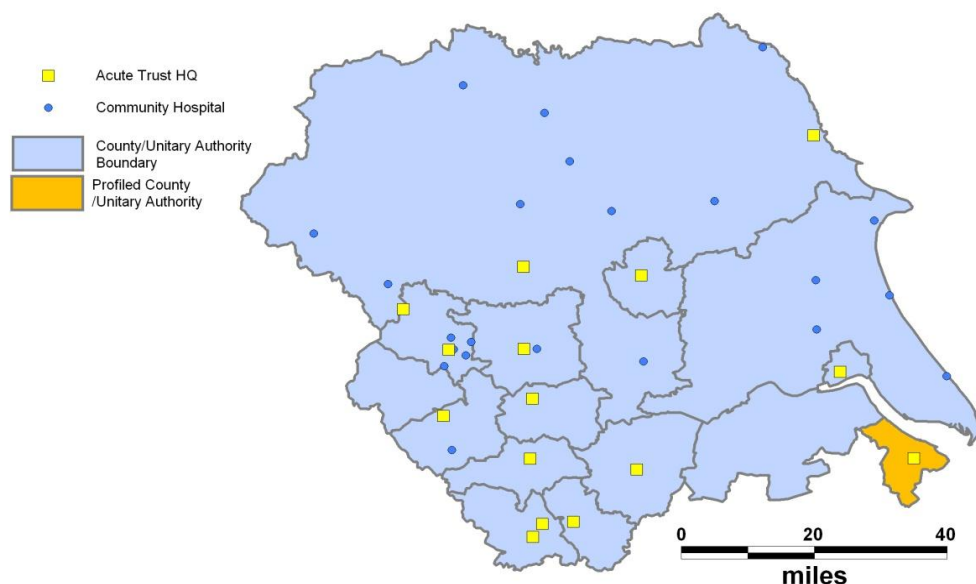 Acute Trust HQ
Community Hospital
County/Unitary Authority
Boundary
Profiled County
/Unitary Authority
0 20 40
miles